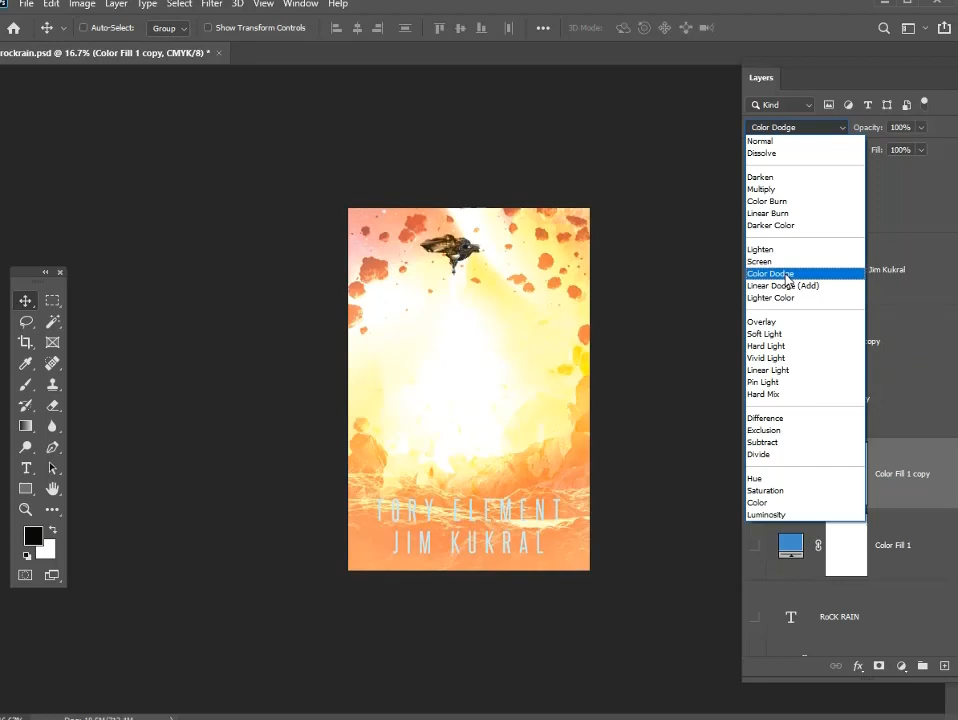 File Edit Image Layer Type Select Filter 3D View Window Help
Auto-Select: Group Show Transform Controls 3D Mode:
rockrain.psd @ 16.7% (Color Fill 1 copy, CMYK/8) *
Layers
Kind
Color Dodge Opacity: 100%
Fill: 100%
Normal
Dissolve
Darken
Multiply
Color Burn
Linear Burn
Darker Color
Lighten
Screen
Color Dodge
Linear Dodge (Add)
Lighter Color
Overlay
Soft Light
Hard Light
Vivid Light
Linear Light
Pin Light
Hard Mix
Difference
Exclusion
Subtract
Divide
Hue
Saturation
Color
Luminosity
Jim Kukral
Color Fill 1 copy
Color Fill 1
RoCK RAIN
TORY ELEMENT
JIM KUKRAL